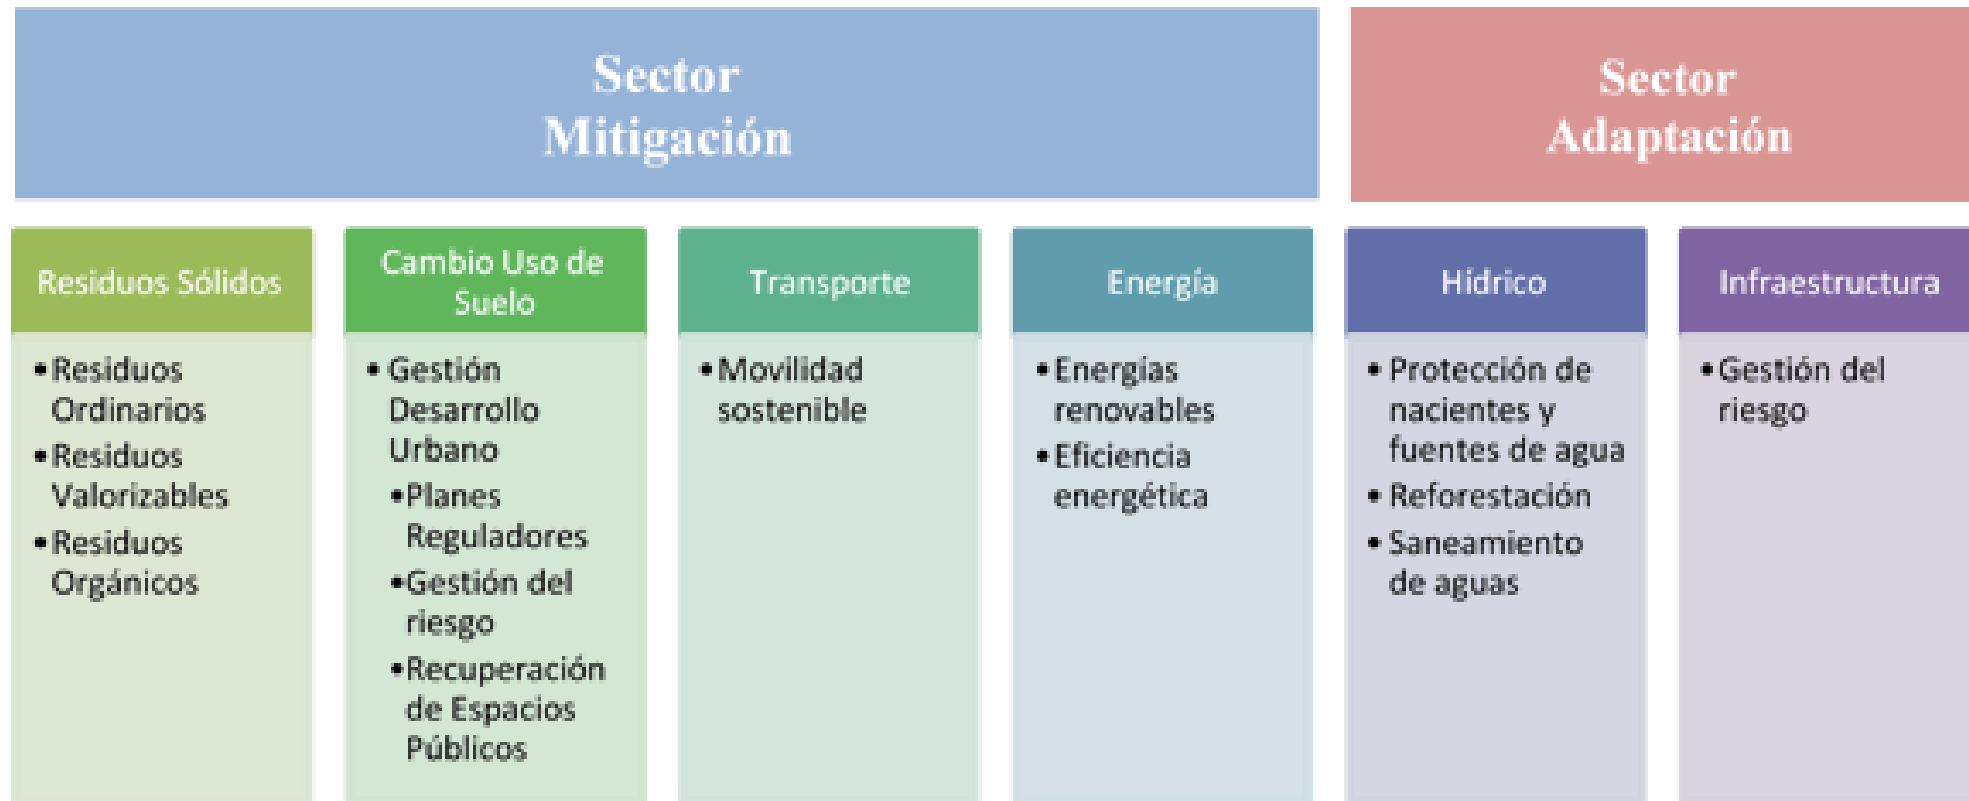 Sector
Mitigación
Sector
Adaptación
Residuos Sólidos
•Residuos
Ordinarios
•Residuos
Valorizables
•Residuos
Orgánicos
Cambio Uso de
Suelo
• Gestión
Desarrollo
Urbano
•Planes
Reguladores
•Gestión del
riesgo
•Recuperación
de Espacios
Públicos
Transporte
•Movilidad
sostenible
Energía
•Energías
renovables
•Eficiencia
energética
Hídrico
• Protección de
nacientes y
fuentes de agua
• Reforestación
• Saneamiento
de aguas
Infraestructura
•Gestión del
riesgo